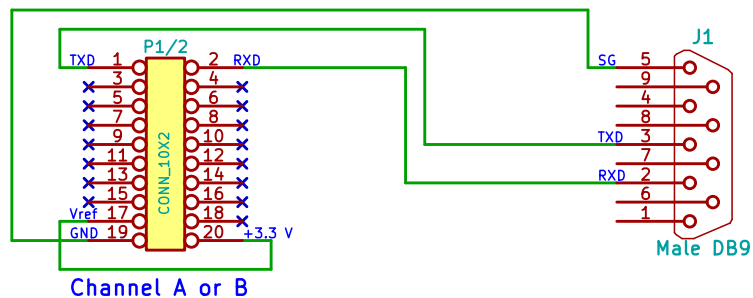 J1
P1/2
SG 5
9
TXD 1 2 RXD
3 4
4
5 6
8
7 8
TXD 3
9 10
7
11 12
RXD 2
13 14
6
15 16
1
Vref 17 18
GND 19 20 +3.3 V
CONN_10X2
Male DB9
Channel A or B